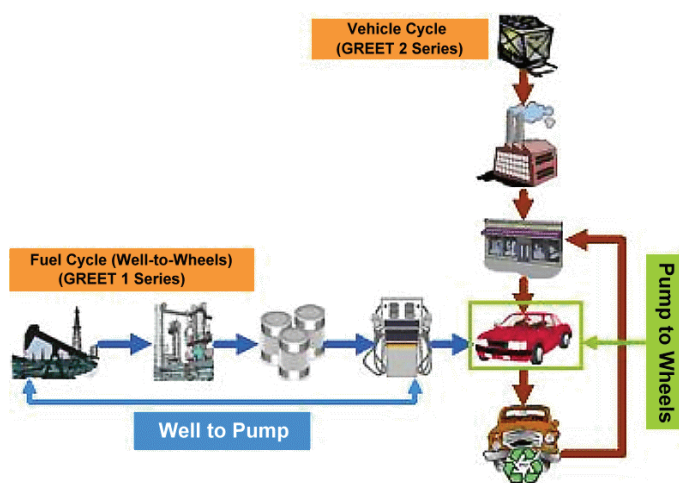 Vehicle Cycle
(GREET 2 Series)
Fuel Cycle (Well-to-Wheels)
(GREET 1 Series)
Well to Pump
Pump to Wheels